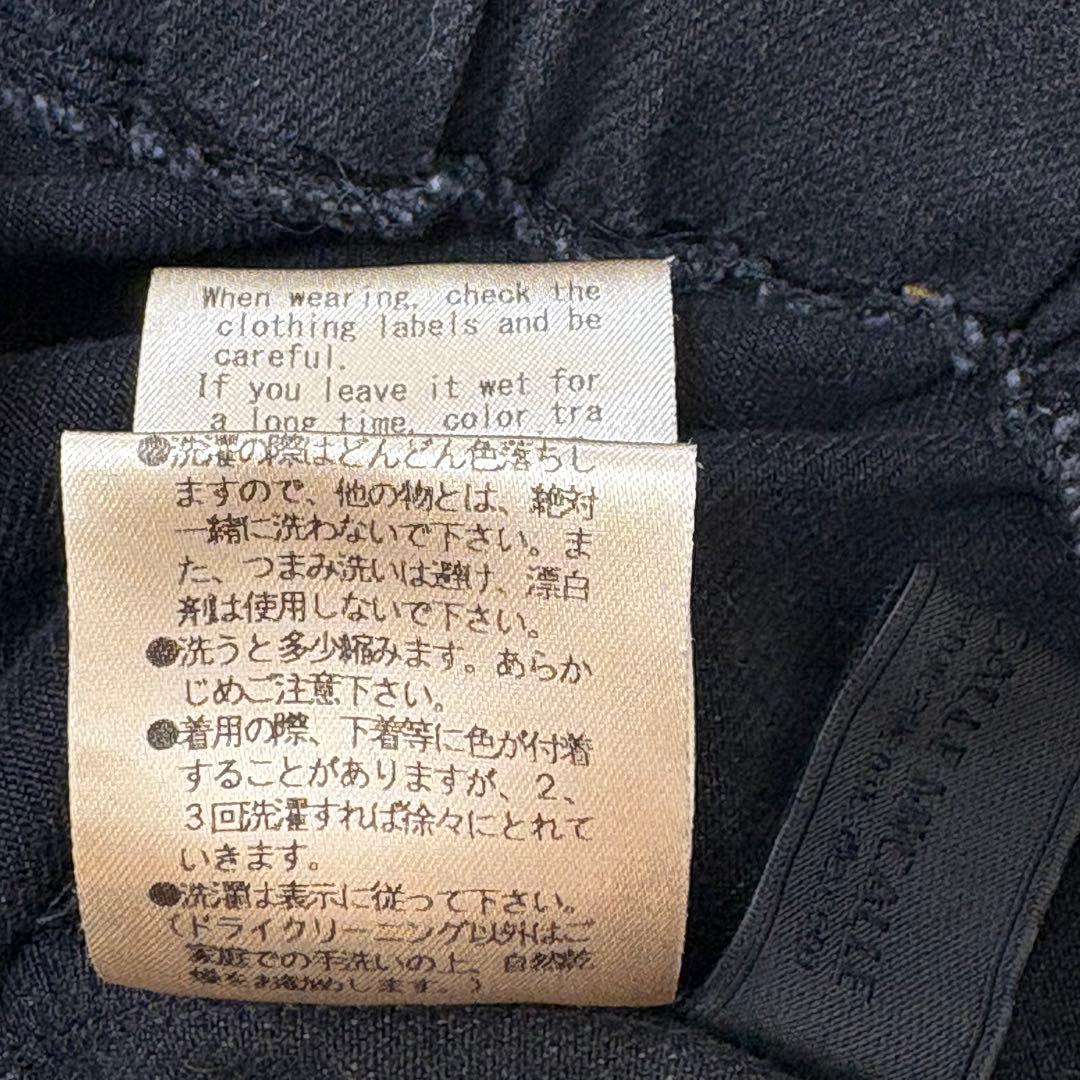 When wearing, check the
clothing labels and be
careful.
If you leave it wet for
a long time, color tra
●洗濯の際はどんどん色落ちし
ますので、他の物とは、絶対
一緒に洗わないで下さい。ま
た、つまみ洗いは避け、漂白
剤は使用しないで下さい。
●洗うと多少縮みます。あらか
じめご注意下さい。
●着用の際、下着等に色が付着
することがありますが、2、
3回洗濯すれば徐々にとれて
いきます。
●洗濯は表示に従って下さい。
(ドライクリーニング以外はご
家庭での手洗いの上、自然乾
燥をお勧めします。)